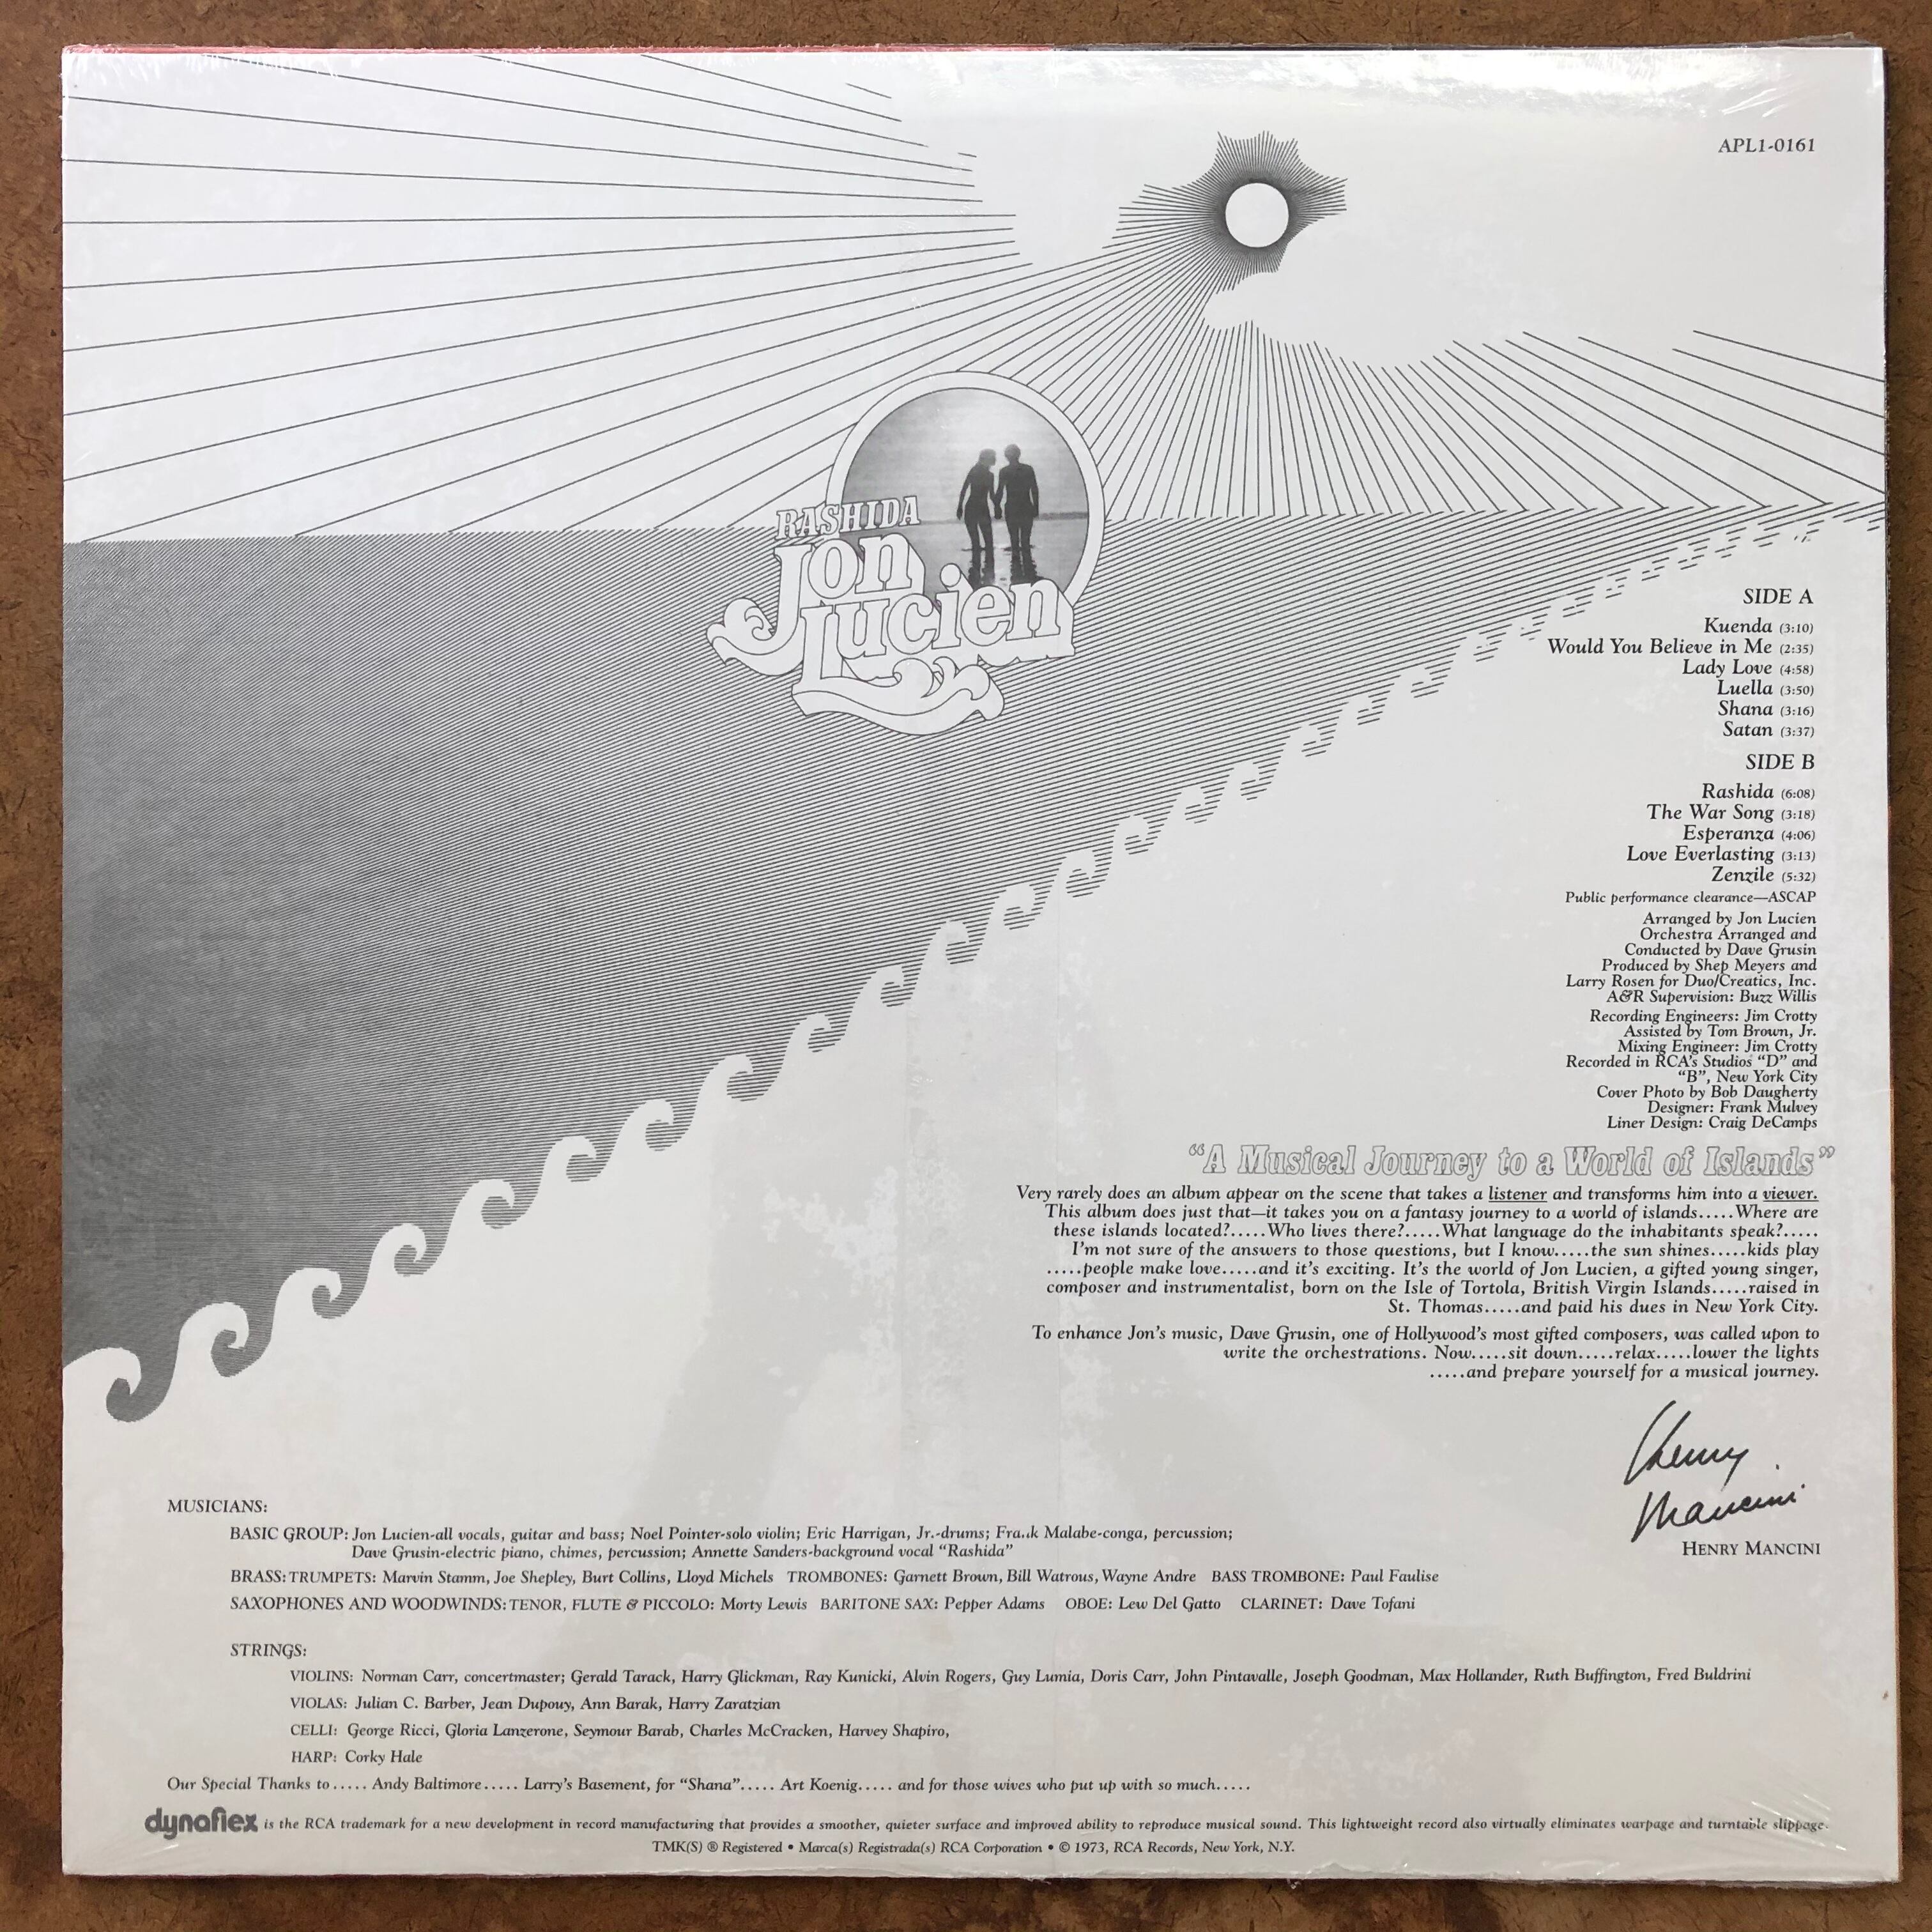 APL1-0161
RASHIDA
Jon
Lucien
SIDE A
Kuenda (3:10)
Would You Believe in Me (2:35)
Lady Love (4:58)
Luella (3:50)
Shana (3:16)
Satan (3:37)
SIDE B
Rashida (6:08)
The War Song (3:18)
Esperanza (4:06)
Love Everlasting (3:13)
Zenzile (5:32)
Public performance clearance—ASCAP
Arranged by Jon Lucien
Orchestra Arranged and
Conducted by Dave Grusin
Produced by Shep Meyers and
Larry Rosen for Duo/Creatics, Inc.
A&R Supervision: Buzz Willis
Recording Engineers: Jim Crotty
Assisted by Tom Brown, Jr.
Mixing Engineer: Jim Crotty
Recorded in RCA's Studios "D" and
"B", New York City
Cover Photo by Bob Daugherty
Designer: Frank Mulvey
Liner Design: Craig DeCamps
"A Musical Journey to a World of Islands"
Very rarely does an album appear on the scene that takes a listener and transforms him into a viewer.
This album does just that—it takes you on a fantasy journey to a world of islands.....Where are
these islands located?.....Who lives there?.....What language do the inhabitants speak?.....
I'm not sure of the answers to those questions, but I know.....the sun shines.....kids play
.....people make love.....and it's exciting. It's the world of Jon Lucien, a gifted young singer,
composer and instrumentalist, born on the Isle of Tortola, British Virgin Islands.....raised in
St. Thomas.....and paid his dues in New York City.
To enhance Jon's music, Dave Grusin, one of Hollywood's most gifted composers, was called upon to
write the orchestrations. Now.....sit down.....relax.....lower the lights
.....and prepare yourself for a musical journey.
Henry
Mancini
HENRY MANCINI
MUSICIANS:
BASIC GROUP: Jon Lucien-all vocals, guitar and bass; Noel Pointer-solo violin; Eric Harrigan, Jr.-drums; Fra..k Malabe-conga, percussion;
Dave Grusin-electric piano, chimes, percussion; Annette Sanders-background vocal "Rashida"
BRASS: TRUMPETS: Marvin Stamm, Joe Shepley, Burt Collins, Lloyd Michels TROMBONES: Garnett Brown, Bill Watrous, Wayne Andre BASS TROMBONE: Paul Faulise
SAXOPHONES AND WOODWINDS: TENOR, FLUTE & PICCOLO: Morty Lewis BARITONE SAX: Pepper Adams OBOE: Lew Del Gatto CLARINET: Dave Tofani
STRINGS:
VIOLINS: Norman Carr, concertmaster; Gerald Tarack, Harry Glickman, Ray Kunicki, Alvin Rogers, Guy Lumia, Doris Carr, John Pintavalle, Joseph Goodman, Max Hollander, Ruth Buffington, Fred Buldrini
VIOLAS: Julian C. Barber, Jean Dupouy, Ann Barak, Harry Zaratzian
CELLI: George Ricci, Gloria Lanzerone, Seymour Barab, Charles McCracken, Harvey Shapiro,
HARP: Corky Hale
Our Special Thanks to ..... Andy Baltimore ..... Larry's Basement, for "Shana" ..... Art Koenig ..... and for those wives who put up with so much .....
dynaflex is the RCA trademark for a new development in record manufacturing that provides a smoother, quieter surface and improved ability to reproduce musical sound. This lightweight record also virtually eliminates warpage and turntable slippage.
TMK(S) ® Registered • Marca(s) Registrada(s) RCA Corporation • © 1973, RCA Records, New York, N.Y.